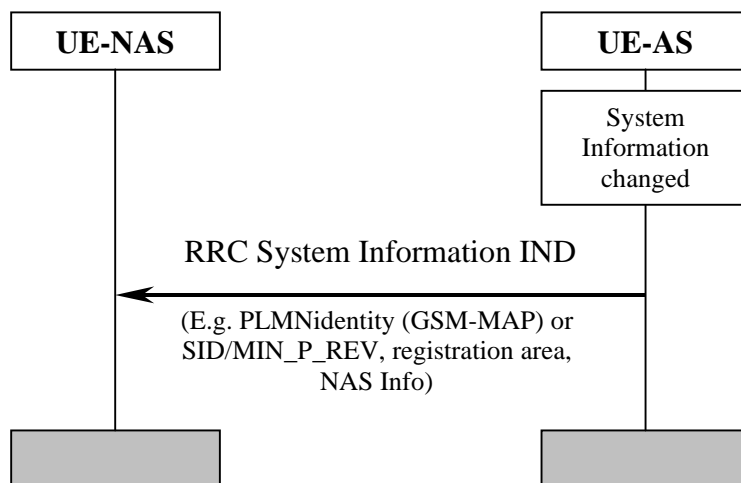 UE-NAS
UE-AS
System
Information
changed
RRC System Information IND
(E.g. PLMNidentity (GSM-MAP) or
SID/MIN_P_REV, registration area,
NAS Info)